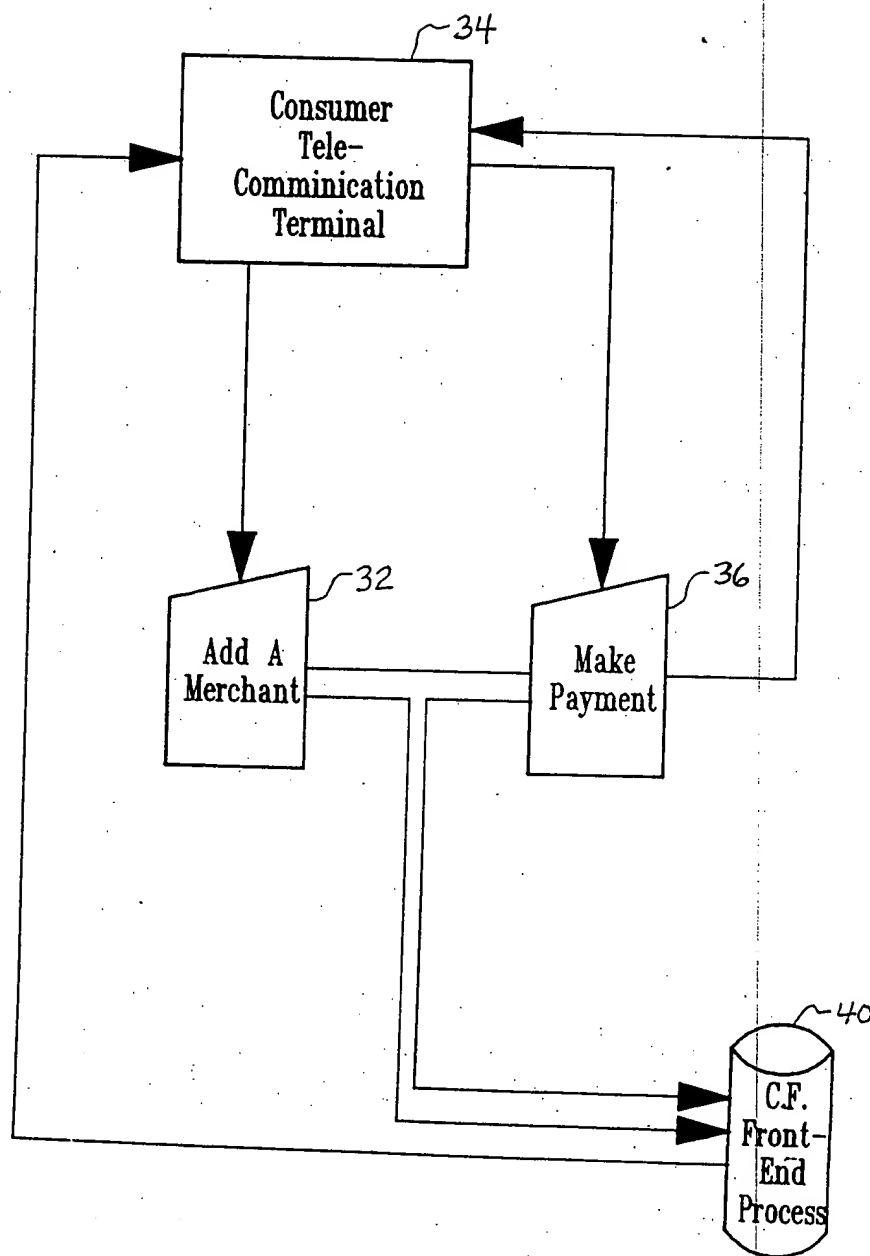 34
Consumer
Tele-
Comminication
Terminal
32
Add A
Merchant
36
Make
Payment
40
C.F.
Front-
End
Process